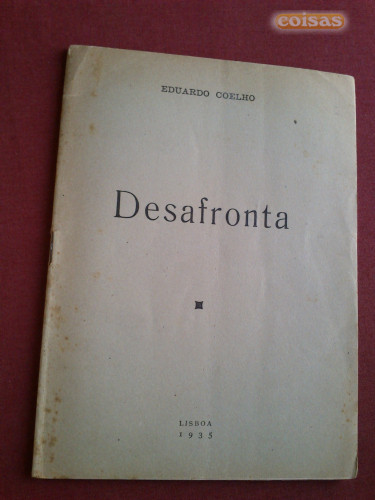 coisas
EDUARDO COELHO
Desafronta
LISBOA
1935